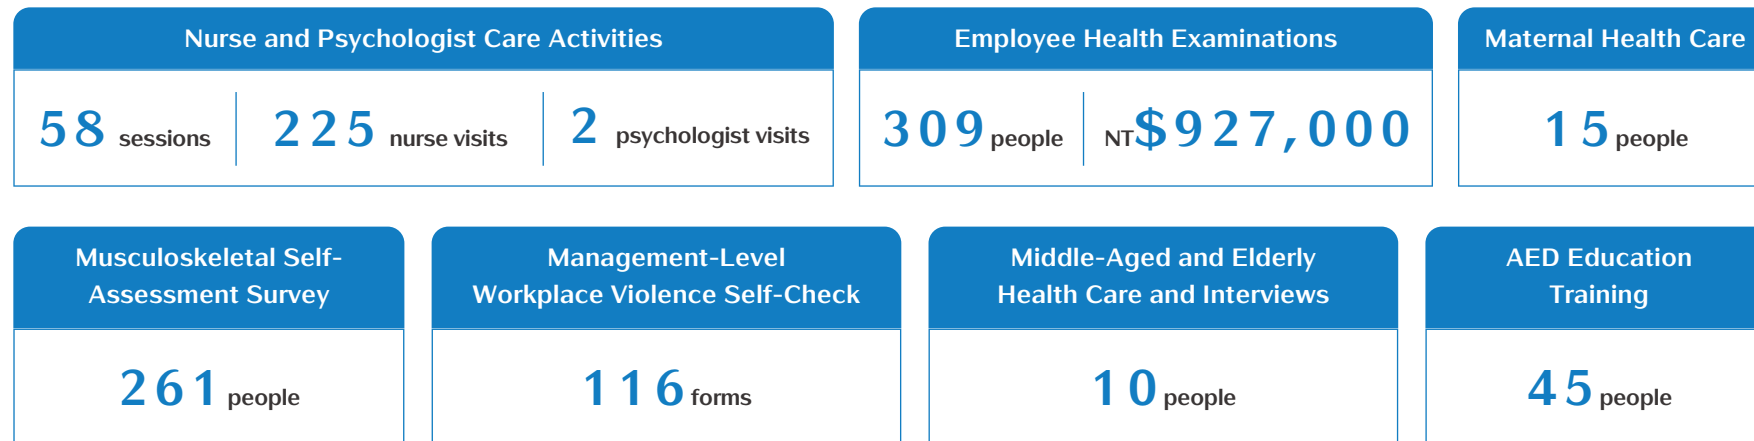 Nurse and Psychologist Care Activities
58 sessions
225 nurse visits
2 psychologist visits
Employee Health Examinations
309 people
NT$927,000
Maternal Health Care
15 people
Musculoskeletal Self-
Assessment Survey
261 people
Management-Level
Workplace Violence Self-Check
116 forms
Middle-Aged and Elderly
Health Care and Interviews
10 people
AED Education
Training
45 people